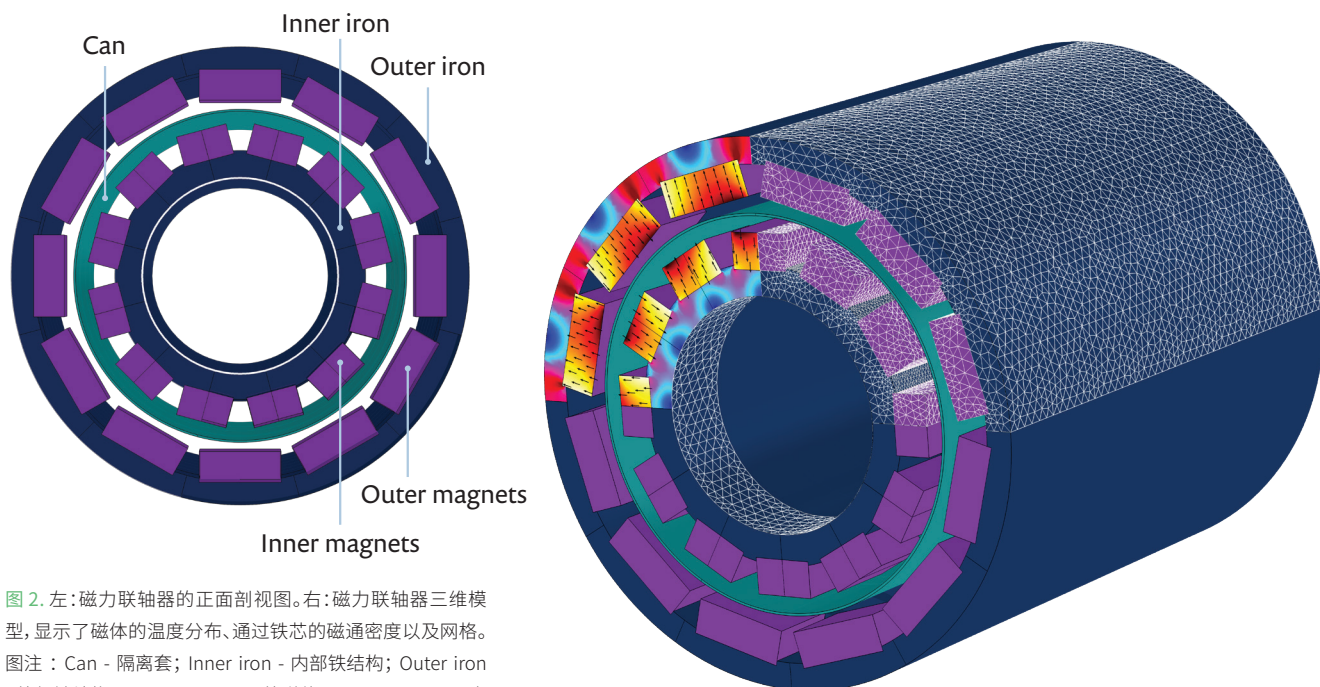 Inner iron
Can
Outer iron
Outer magnets
Inner magnets
图 2. 左:磁力联轴器的正面剖视图。右:磁力联轴器三维模
型,显示了磁体的温度分布、通过铁芯的磁通密度以及网格。
图注 : Can - 隔离套; Inner iron - 内部铁结构; Outer iron